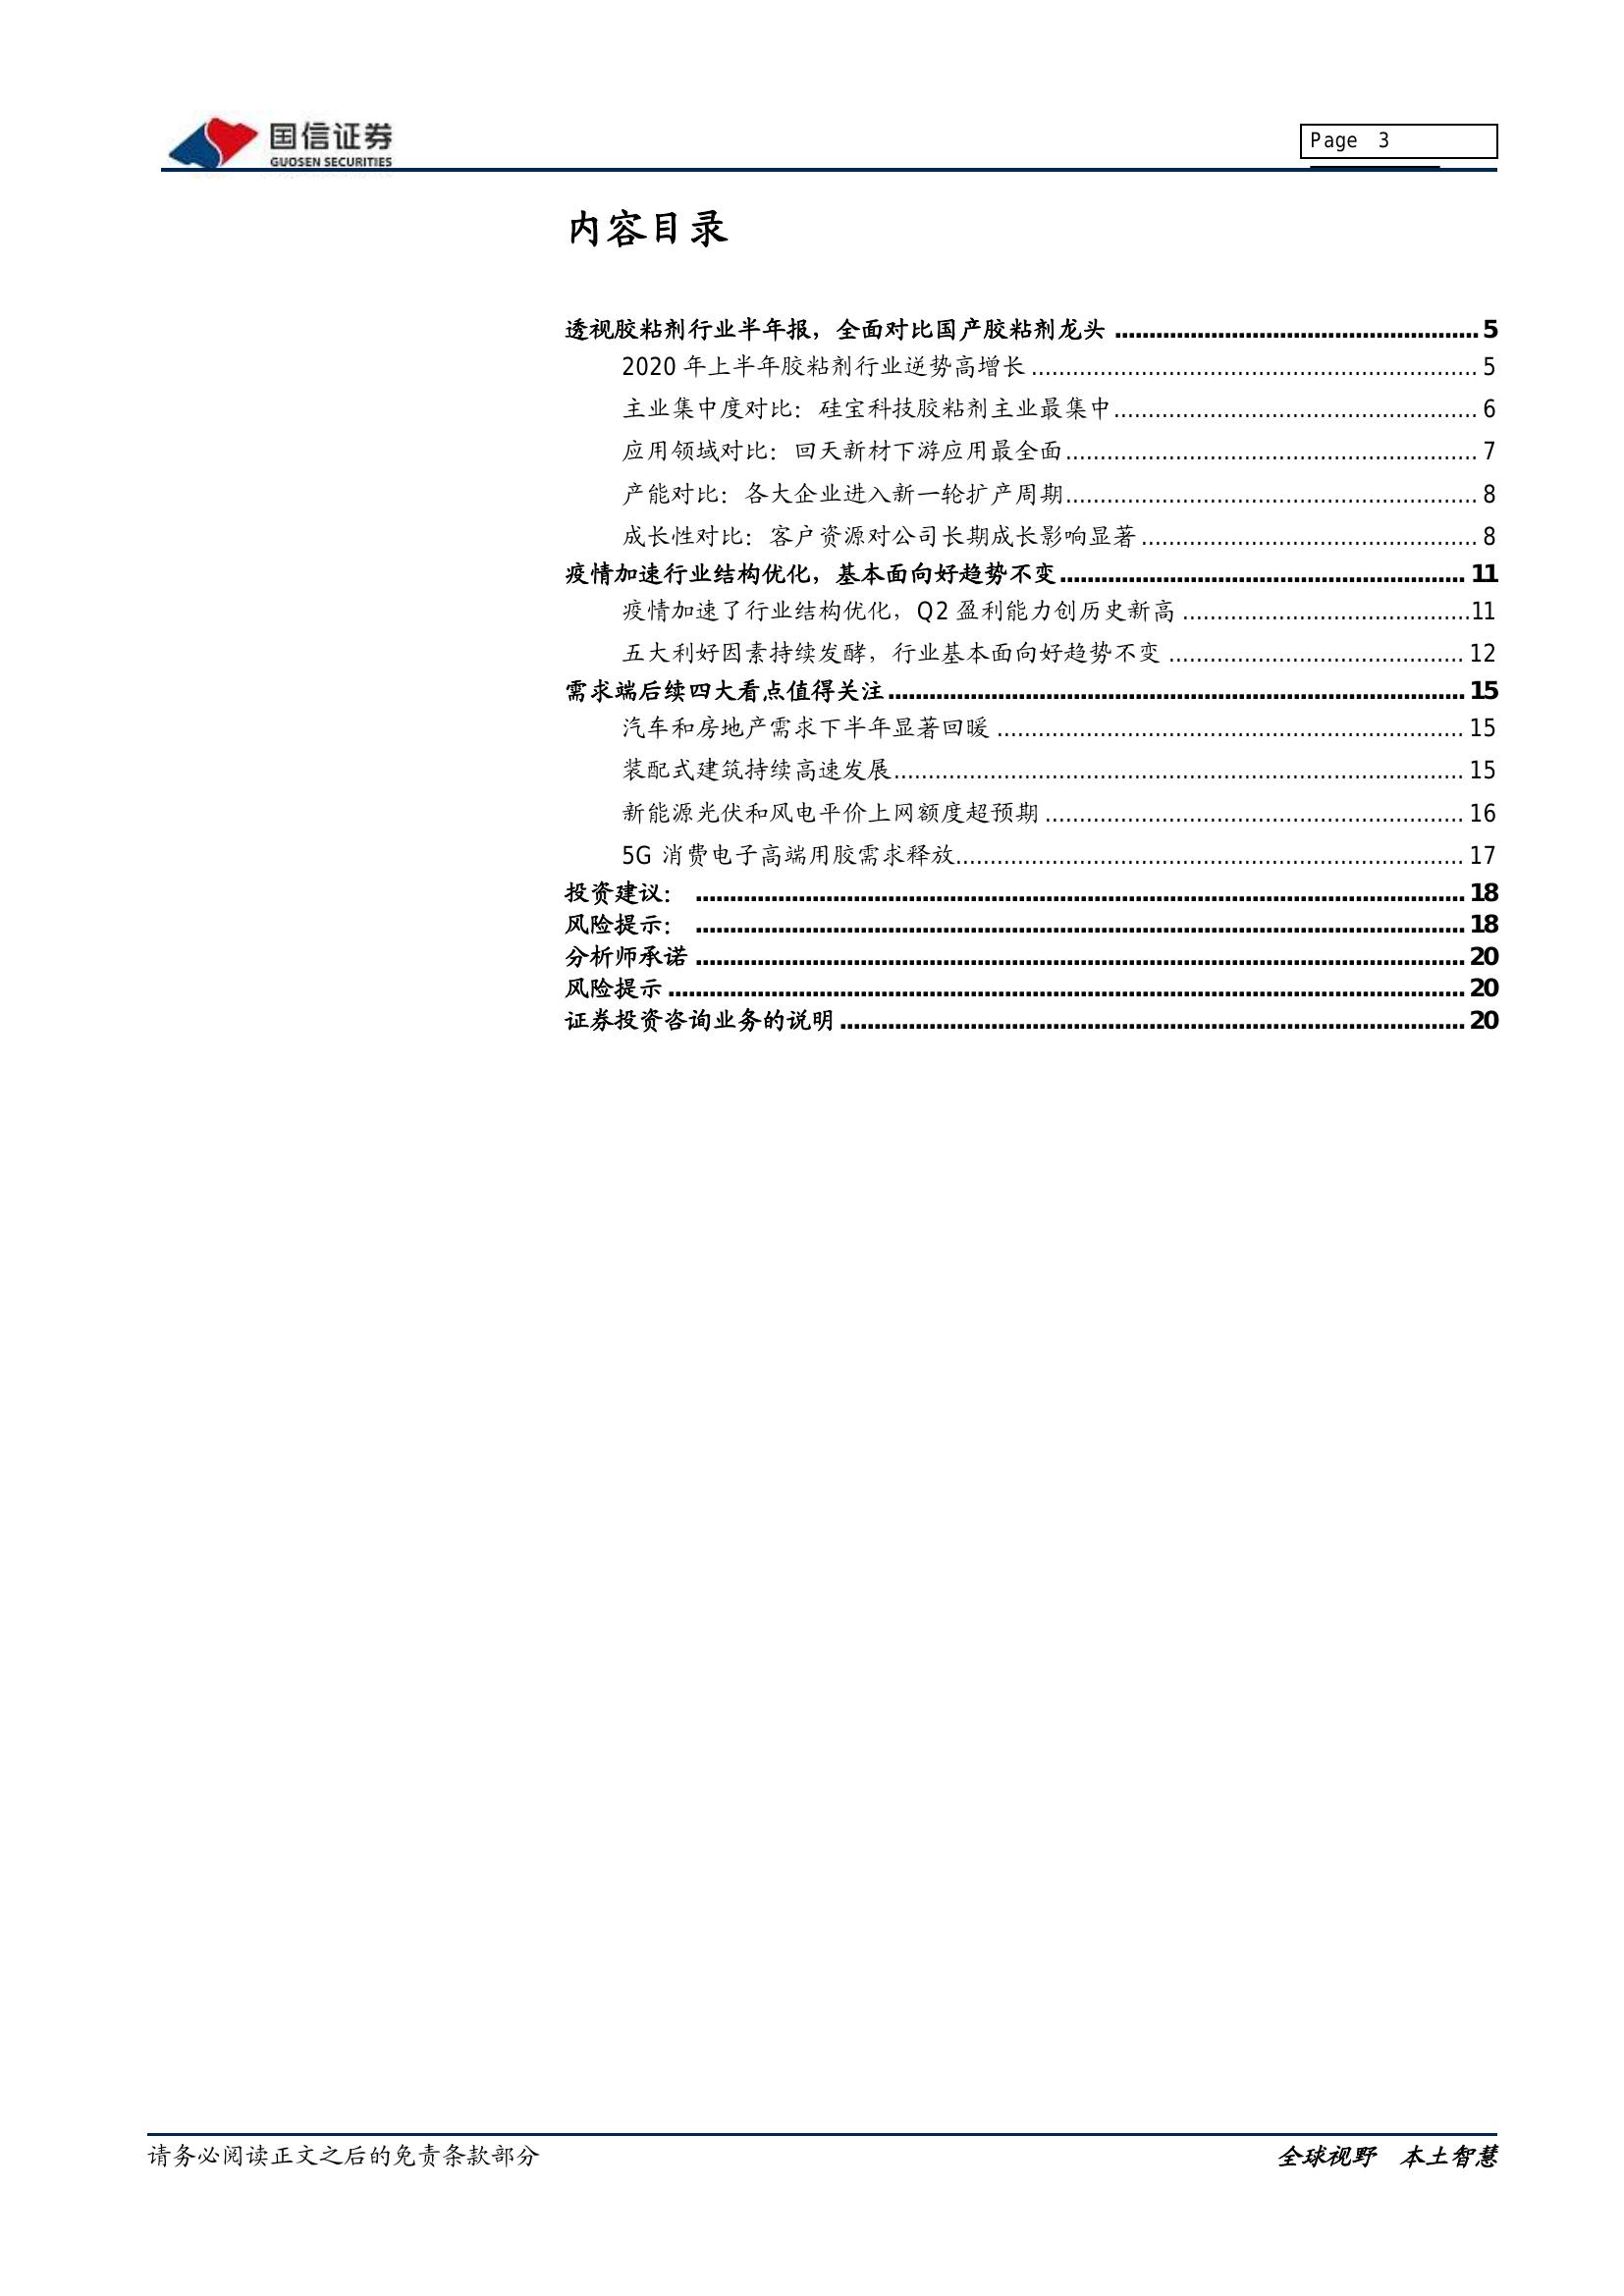 国信证券
GUOSEN SECURITIES
Page 3
内容目录
透视胶粘剂行业半年报，全面对比国产胶粘剂龙头 ..................................................... 5
2020 年上半年胶粘剂行业逆势高增长 ................................................................. 5
主业集中度对比：硅宝科技胶粘剂主业最集中..................................................... 6
应用领域对比：回天新材下游应用最全面............................................................ 7
产能对比：各大企业进入新一轮扩产周期............................................................ 8
成长性对比：客户资源对公司长期成长影响显著 ................................................. 8
疫情加速行业结构优化，基本面向好趋势不变........................................................... 11
疫情加速了行业结构优化，Q2 盈利能力创历史新高 ..........................................11
五大利好因素持续发酵，行业基本面向好趋势不变 ........................................... 12
需求端后续四大看点值得关注.................................................................................... 15
汽车和房地产需求下半年显著回暖 .................................................................... 15
装配式建筑持续高速发展................................................................................... 15
新能源光伏和风电平价上网额度超预期 ............................................................. 16
5G 消费电子高端用胶需求释放.......................................................................... 17
投资建议： ................................................................................................................ 18
风险提示： ................................................................................................................ 18
分析师承诺 ................................................................................................................ 20
风险提示 .................................................................................................................... 20
证券投资咨询业务的说明 ........................................................................................... 20
请务必阅读正文之后的免责条款部分
全球视野 本土智慧